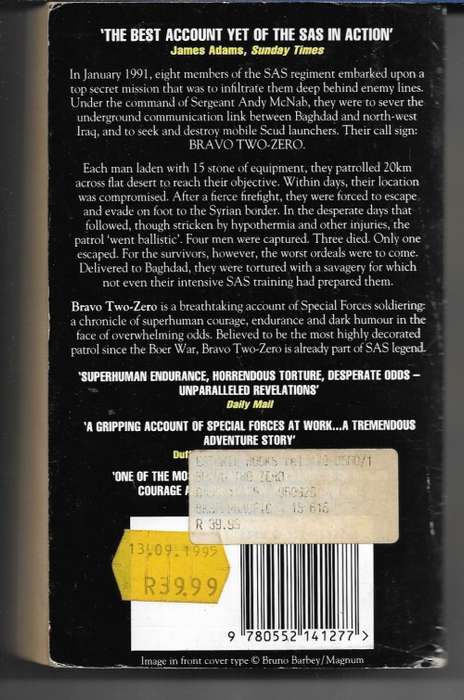 ‘THE BEST ACCOUNT YET OF THE SAS IN ACTION’
James Adams, Sunday Times
In January 1991, eight members of the SAS regiment embarked upon a
top secret mission that was to infiltrate them deep behind enemy lines.
Under the command of Sergeant Andy McNab, they were to sever the
underground communication link between Baghdad and north-west
Iraq, and to seek and destroy mobile Scud launchers. Their call sign:
BRAVO TWO-ZERO.
Each man laden with 15 stone of equipment, they patrolled 20km
across flat desert to reach their objective. Within days, their location
was compromised. After a fierce firefight, they were forced to escape
and evade on foot to the Syrian border. In the desperate days that
followed, though stricken by hypothermia and other injuries, the
patrol ‘went ballistic’. Four men were captured. Three died. Only one
escaped. For the survivors, however, the worst ordeals were to come.
Delivered to Baghdad, they were tortured with a savagery for which
not even their intensive SAS training had prepared them.
Bravo Two-Zero is a breathtaking account of Special Forces soldiering:
a chronicle of superhuman courage, endurance and dark humour in the
face of overwhelming odds. Believed to be the most highly decorated
patrol since the Boer War, Bravo Two-Zero is already part of SAS legend.
‘SUPERHUMAN ENDURANCE, HORRENDOUS TORTURE, DESPERATE ODDS –
UNPARALLELED REVELATIONS’
Daily Mail
‘A GRIPPING ACCOUNT OF SPECIAL FORCES AT WORK...A TREMENDOUS
ADVENTURE STORY’
‘ONE OF THE
COURAGE
BRAVO TWO ZERO
R 39.95
13.09.1995
R39.99
9 780552 141277 >
Image in front cover type © Bruno Barbey/Magnum